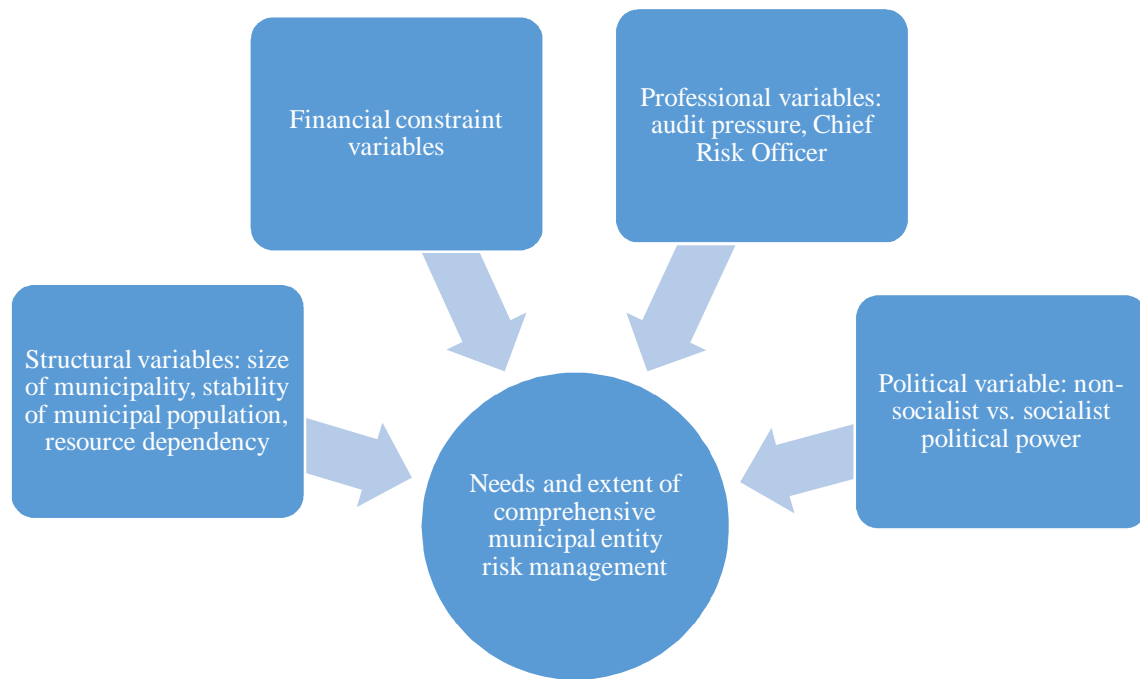 Financial constraint
variables
Professional variables:
audit pressure, Chief
Risk Officer
Structural variables: size
of municipality, stability
of municipal population,
resource dependency
Political variable: non-
socialist vs. socialist
political power
Needs and extent of
comprehensive
municipal entity
risk management